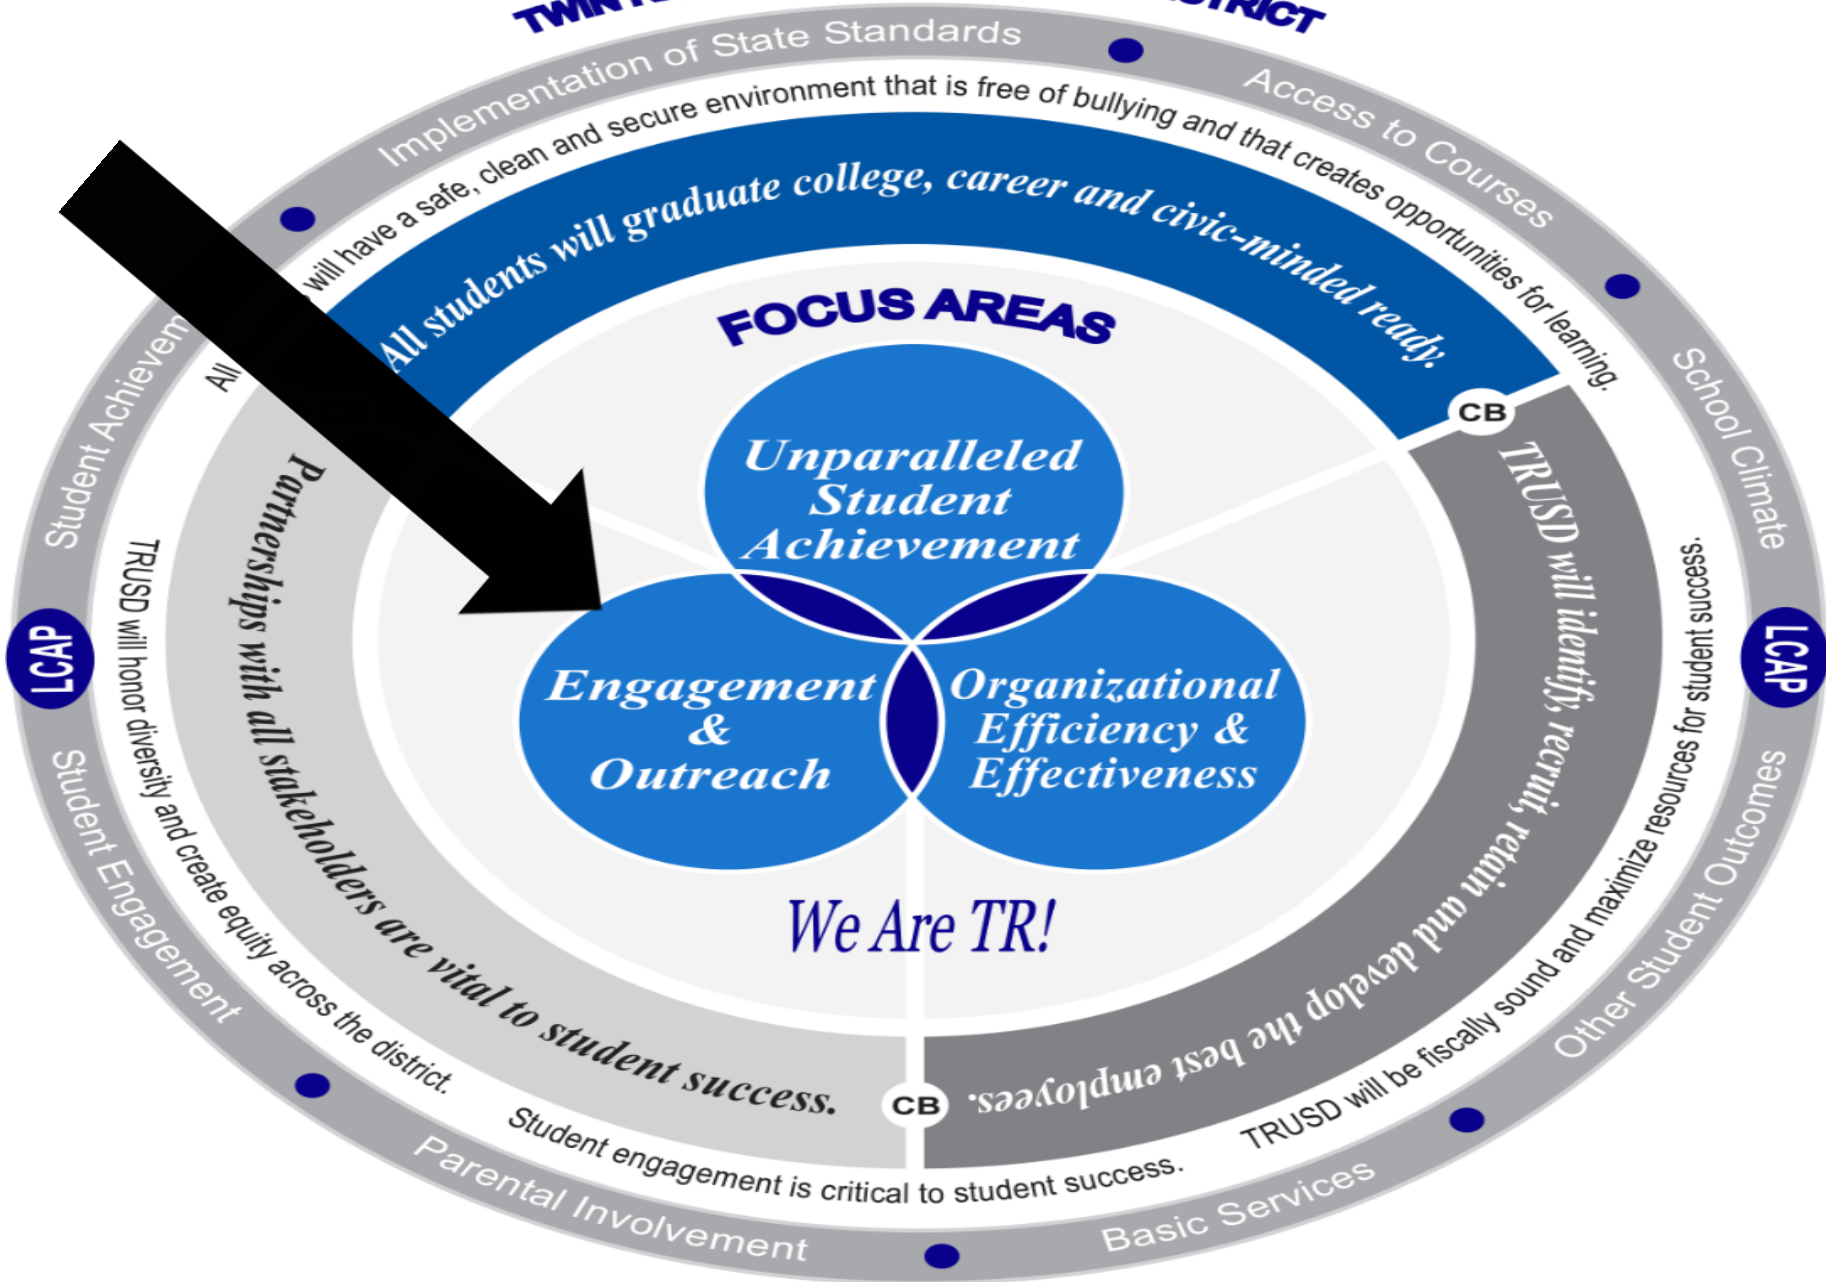 Implementation of State Standards
Access to Courses
School Climate
Other Student Outcomes
Basic Services
Parental Involvement
Student Engagement
Student
LCAP
LCAP
All will have a safe, clean and secure environment that is free of bullying and that creates opportunities for learning.
TRUSD will be fiscally sound and maximize resources for student success.
Student engagement is critical to student success.
TRUSD will honor diversity and create equity across the district.
All students will graduate college, career and civic-minded ready.
CB
TRUSD will identify, recruit, retain and develop the best employees.
CB
Partnerships with all stakeholders are vital to student success.
FOCUS AREAS
Unparalleled
Student
Achievement
Engagement
&
Outreach
Organizational
Efficiency &
Effectiveness
We Are TR!